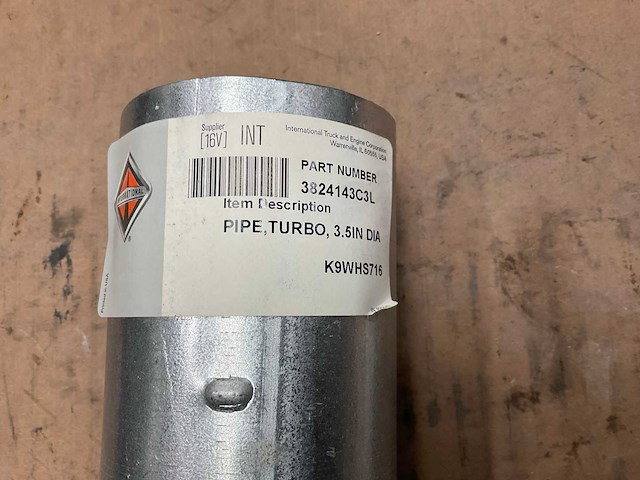 Supplier
[16V] INT
International Truck and Engine Corporation
Warrenville, IL 60555, USA
PART NUMBER
3824143C3L
Item Description
PIPE,TURBO, 3.5IN DIA
K9WHS716
INTERNATIONAL
®
Printed in USA